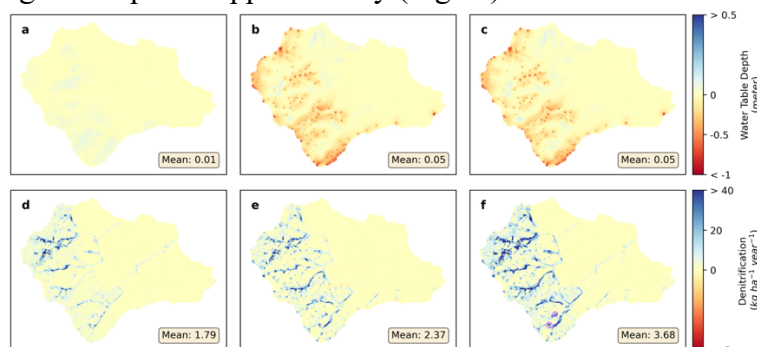 a
b
c
> 0.5
0
-0.5
< -1
Water Table Depth
(meter)
Mean: 0.01
Mean: 0.05
Mean: 0.05
d
e
f
> 40
20
0
Denitrification
(kg ha⁻¹ year⁻¹)
Mean: 1.79
Mean: 2.37
Mean: 3.68